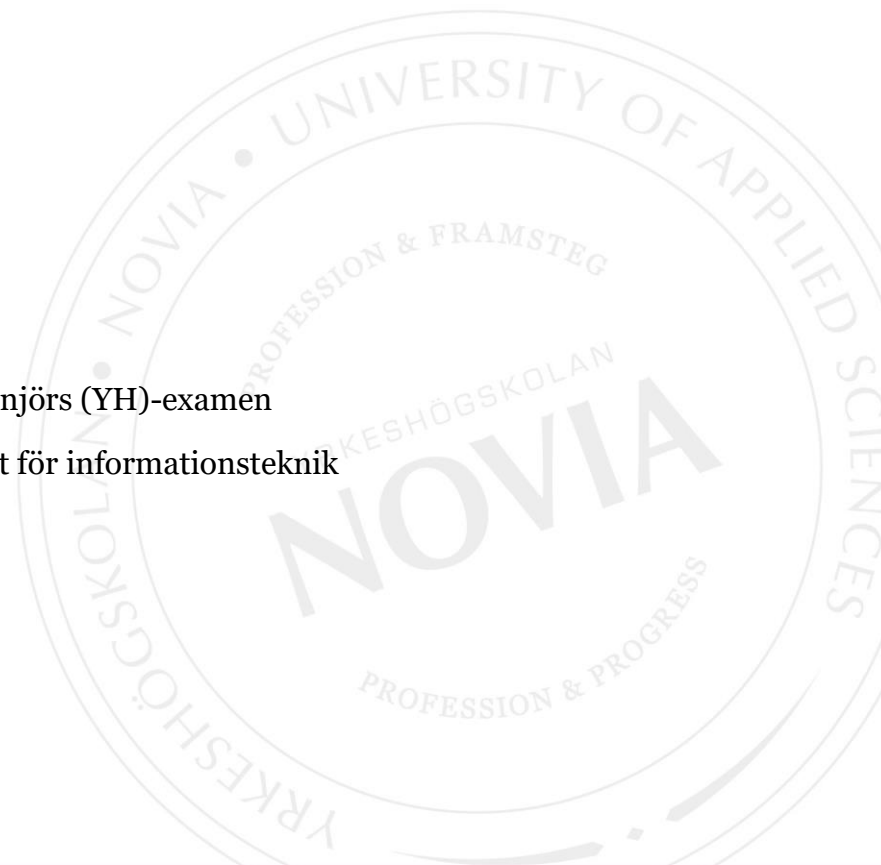 UNIVERSITY OF APPLIED SCIENCES
YRKESHÖGSKOLAN • NOVIA •
PROFESSION & FRAMSTEG
njörs (YH)-examen
YRKESHÖGSKOLAN
t för informationsteknik
NOVIA
PROFESSION & PROGRESS